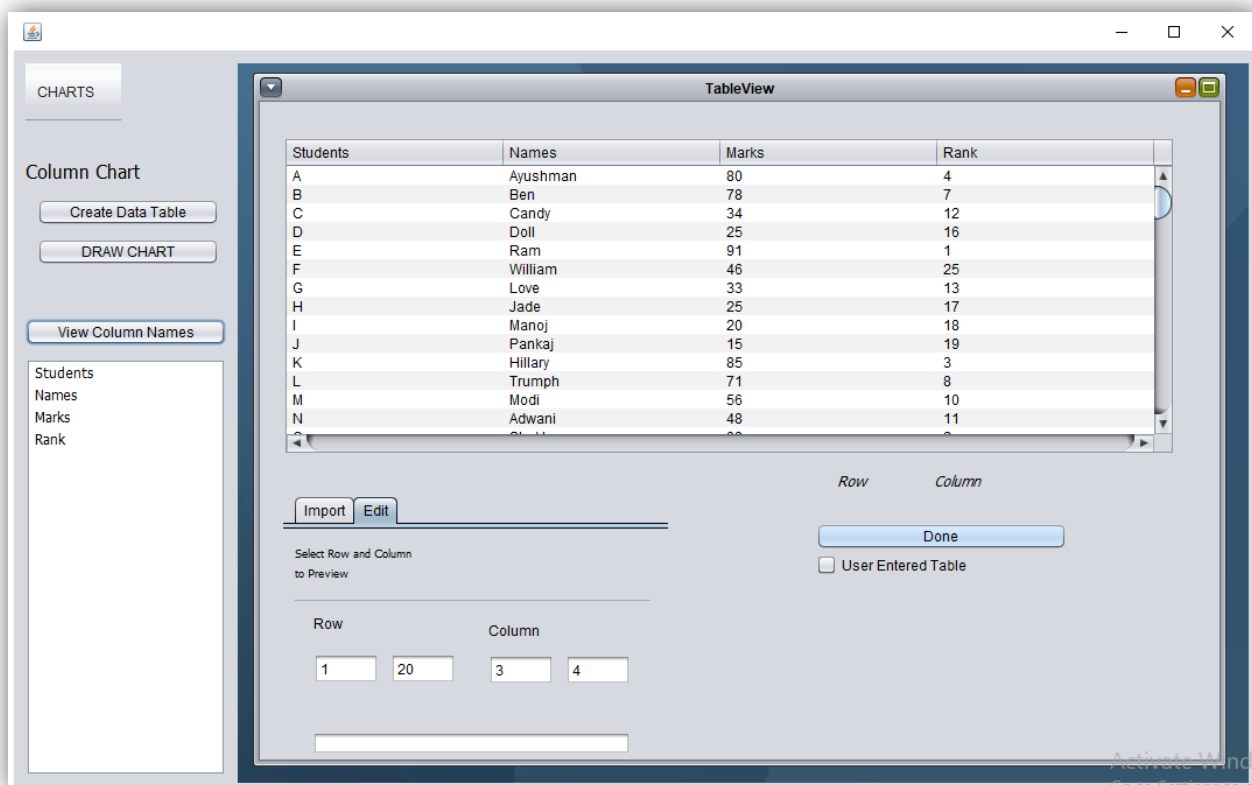 CHARTS
TableView
Column Chart
Create Data Table
DRAW CHART
View Column Names
Students
Names
Marks
Rank
Students Names Marks Rank
A Ayushman 80 4
B Ben 78 7
C Candy 34 12
D Doll 25 16
E Ram 91 1
F William 46 25
G Love 33 13
H Jade 25 17
I Manoj 20 18
J Pankaj 15 19
K Hillary 85 3
L Trumph 71 8
M Modi 56 10
N Adwani 48 11
Row Column
Import Edit
Done
Select Row and Column
to Preview
User Entered Table
Row Column
1 20 3 4
Activate Wind